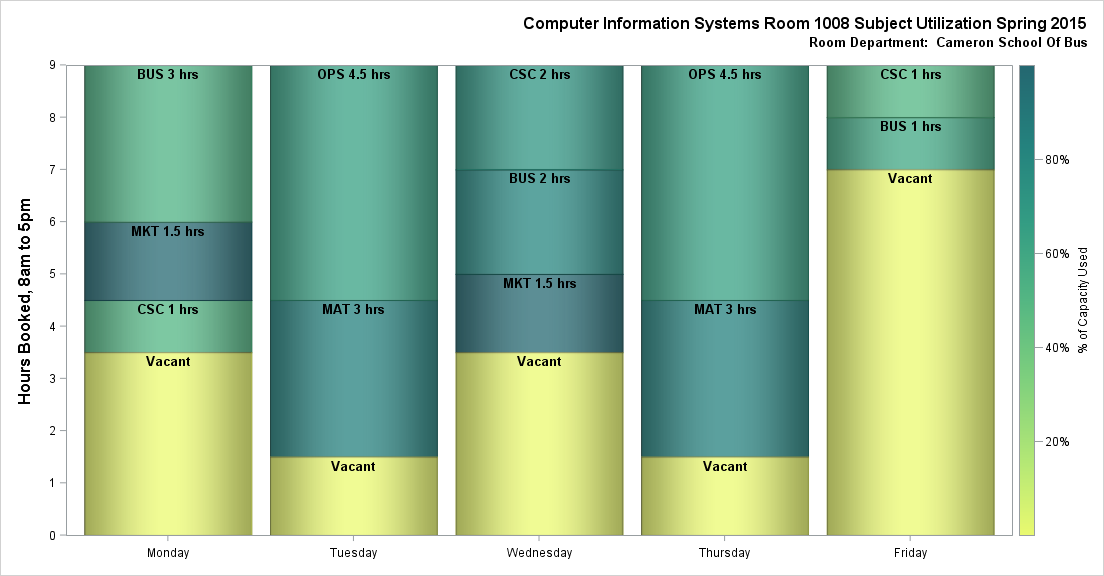 Computer Information Systems Room 1008 Subject Utilization Spring 2015
Room Department:  Cameron School Of Bus
Hours Booked, 8am to 5pm
9
8
7
6
5
4
3
2
1
0
BUS 3 hrs
MKT 1.5 hrs
CSC 1 hrs
Vacant
OPS 4.5 hrs
MAT 3 hrs
Vacant
CSC 2 hrs
BUS 2 hrs
MKT 1.5 hrs
Vacant
OPS 4.5 hrs
MAT 3 hrs
Vacant
CSC 1 hrs
BUS 1 hrs
Vacant
Monday
Tuesday
Wednesday
Thursday
Friday
80%
60%
40%
20%
% of Capacity Used